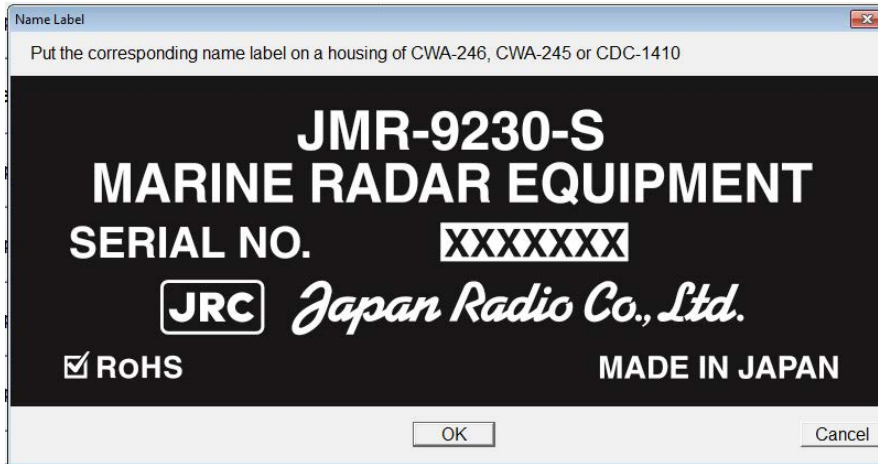 Name Label
Put the corresponding name label on a housing of CWA-246, CWA-245 or CDC-1410
JMR-9230-S
MARINE RADAR EQUIPMENT
SERIAL NO. XXXXXXX
JRC Japan Radio Co., Ltd.
RoHS MADE IN JAPAN
OK Cancel